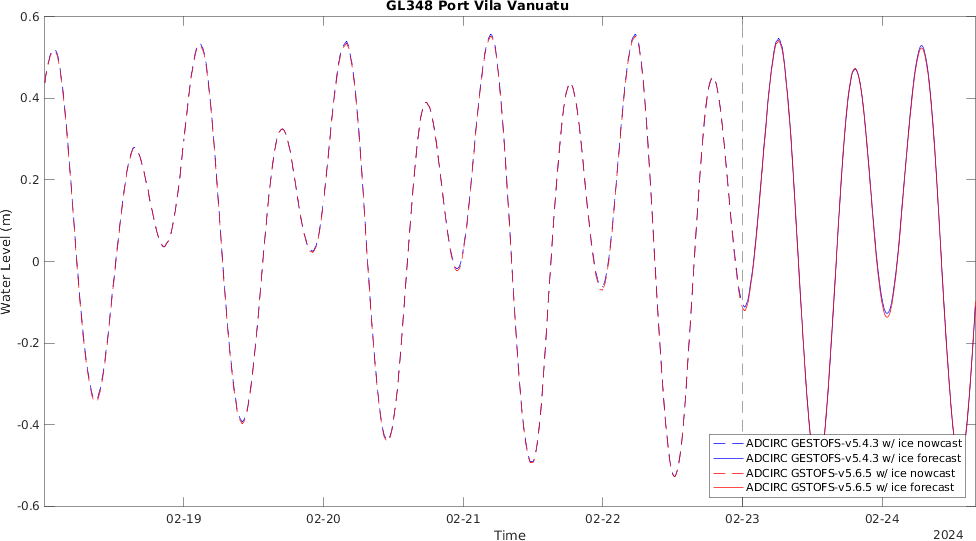 GL348 Port Vila Vanuatu
0.6
0.4
0.2
0
-0.2
-0.4
-0.6
Water Level (m)
ADCIRC GESTOFS-v5.4.3 w/ ice nowcast
ADCIRC GESTOFS-v5.4.3 w/ ice forecast
ADCIRC GSTOFS-v5.6.5 w/ ice nowcast
ADCIRC GSTOFS-v5.6.5 w/ ice forecast
02-19 02-20 02-21 02-22 02-23 02-24
Time
2024